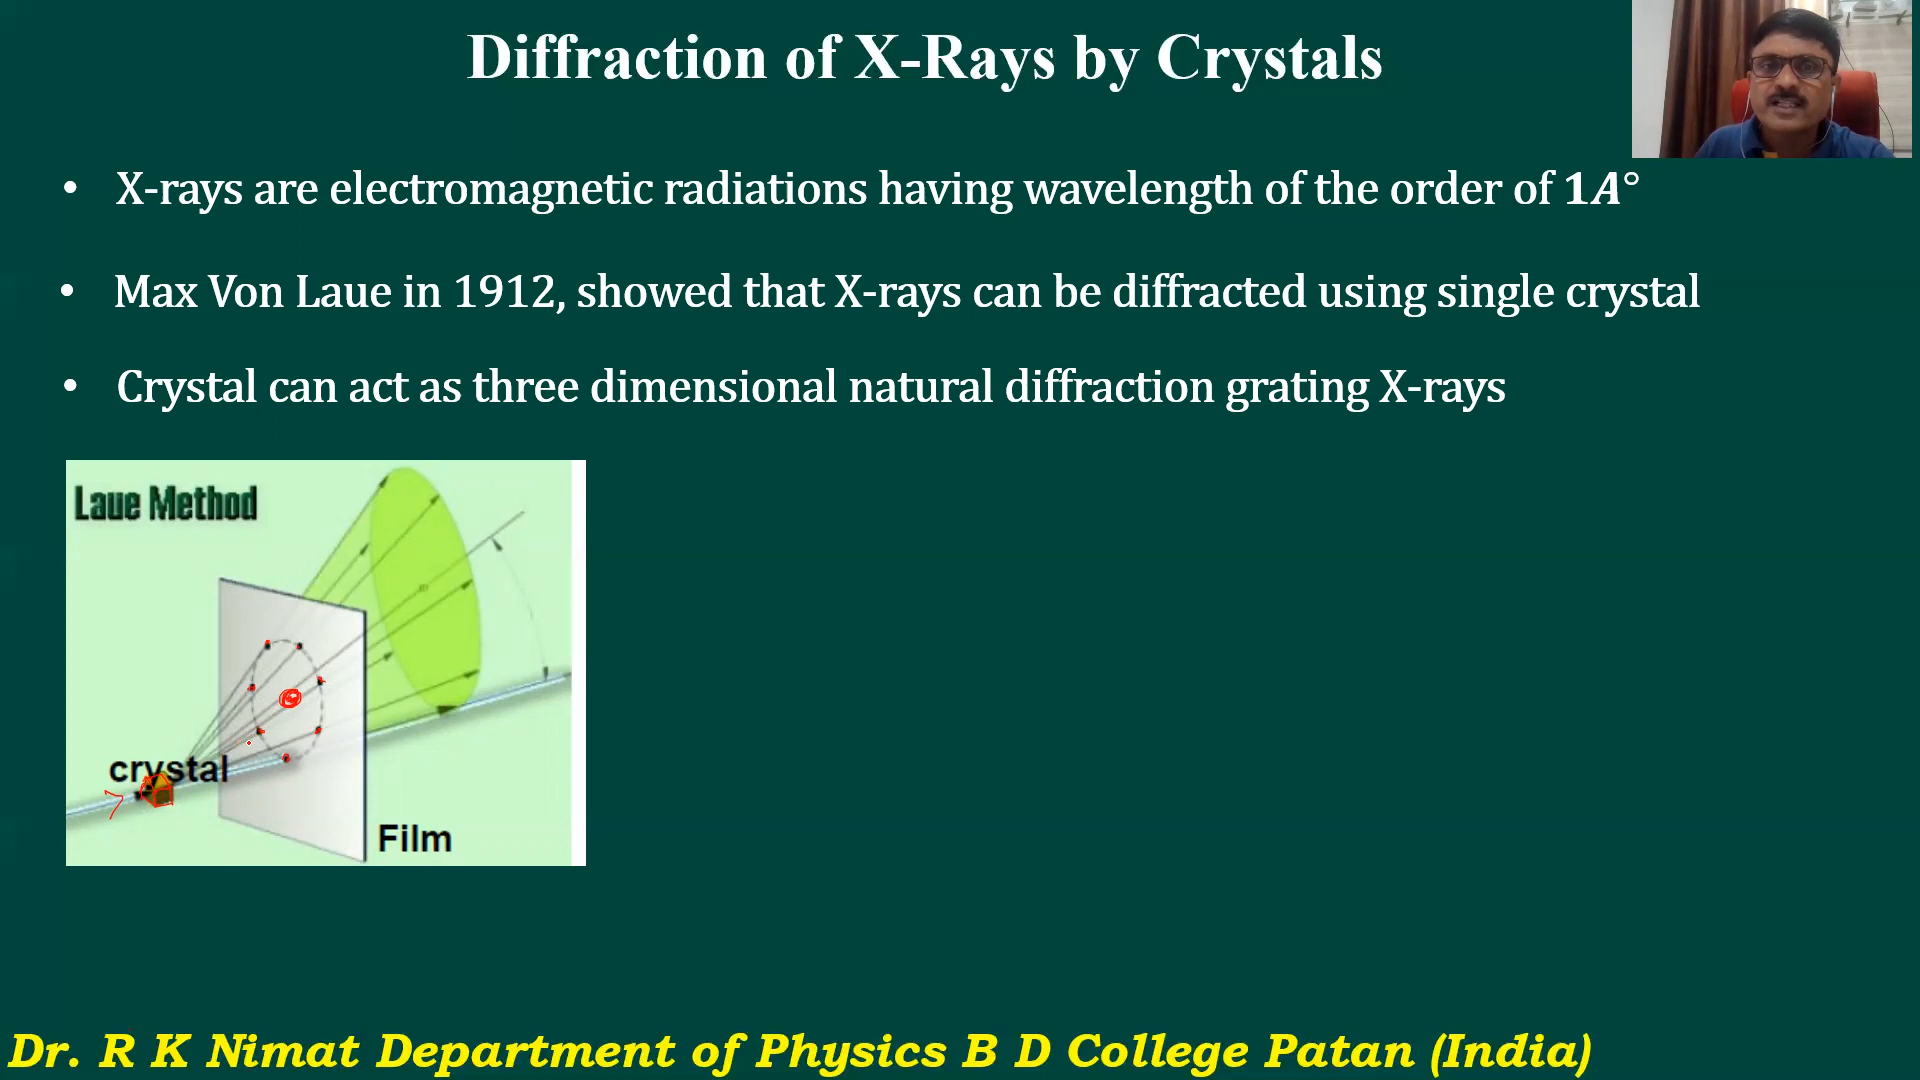 Diffraction of X-Rays by Crystals
• X-rays are electromagnetic radiations having wavelength of the order of 1A°
• Max Von Laue in 1912, showed that X-rays can be diffracted using single crystal
• Crystal can act as three dimensional natural diffraction grating X-rays
Laue Method
crystal
Film
Dr. R K Nimat Department of Physics B D College Patan (India)